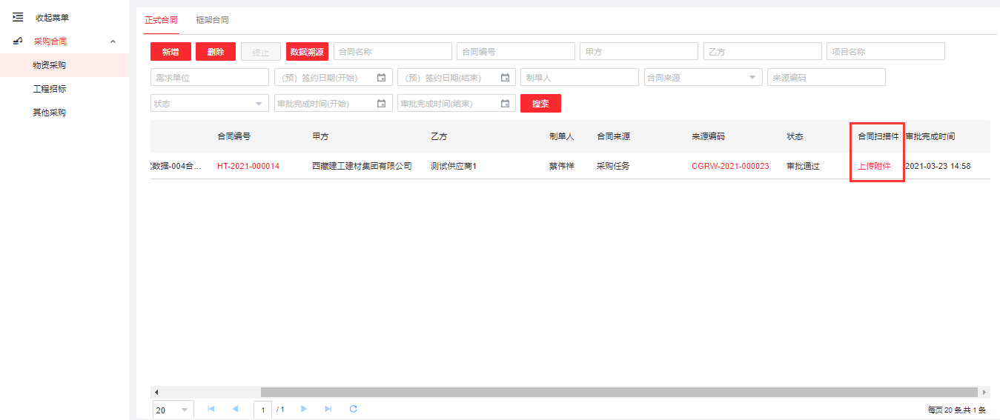 收起菜单
采购合同
物资采购
工程招标
其他采购
正式合同 框架合同
新增 删除 终止 数据溯源 合同名称 合同编号 甲方 乙方 项目名称
需求单位 （预）签约日期(开始) （预）签约日期(结束) 制单人 合同来源 来源编码
状态 审批完成时间(开始) 审批完成时间(结束) 搜索
合同编号 甲方 乙方 制单人 合同来源 来源编码 状态 合同扫描件 审批完成时间
数据-004合... HT-2021-000014 西藏建工建材集团有限公司 测试供应商1 蔡伟祥 采购任务 CGRW-2021-000023 审批通过 上传附件 2021-03-23 14:58
20 1 / 1 每页 20 条,共 1 条